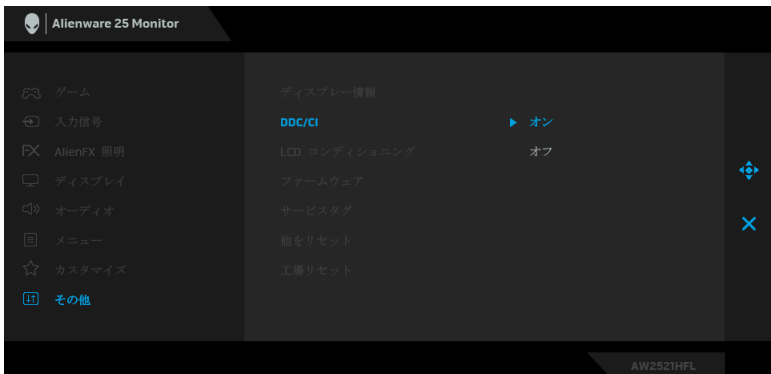 Alienware 25 Monitor
ゲーム
入力信号
AlienFX 照明
ディスプレイ
オーディオ
メニュー
カスタマイズ
その他
ディスプレー情報
DDC/CI
オン
LCD コンディショニング
オフ
ファームウェア
サービスタグ
他をリセット
工場リセット
AW2521HFL